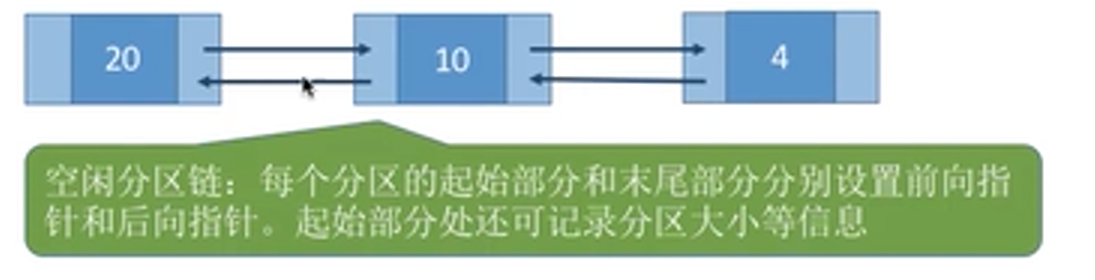 20 10 4
空闲分区链：每个分区的起始部分和末尾部分分别设置前向指
针和后向指针。起始部分处还可记录分区大小等信息